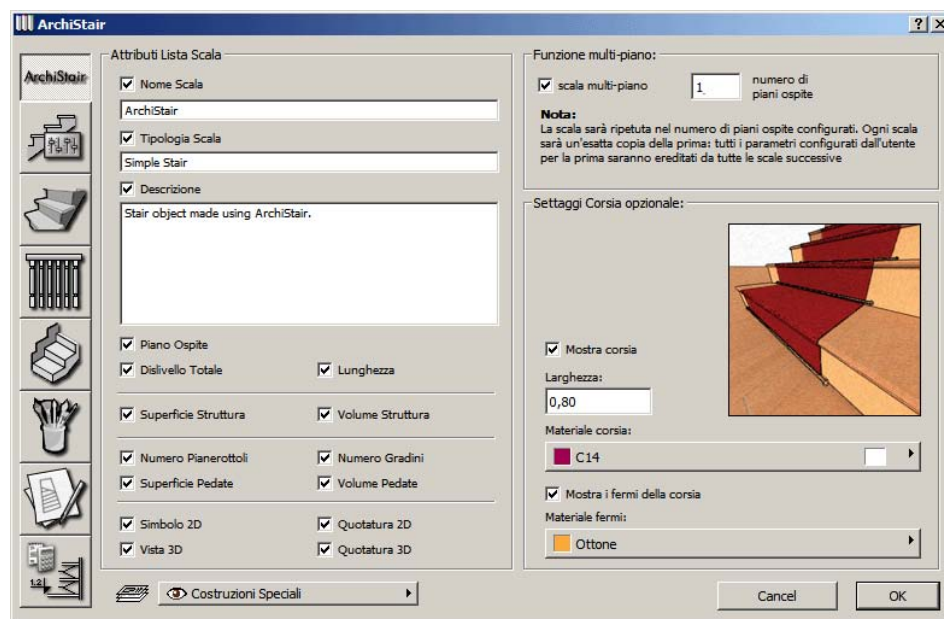 ArchiStair
ArchiStair
Attributi Lista Scala
Nome Scala
ArchiStair
Tipologia Scala
Simple Stair
Descrizione
Stair object made using ArchiStair.
Piano Ospite
Dislivello Totale
Lunghezza
Superficie Struttura
Volume Struttura
Numero Pianerottoli
Numero Gradini
Superficie Pedate
Volume Pedate
Simbolo 2D
Quotatura 2D
Vista 3D
Quotatura 3D
1.2
Costruzioni Speciali
Funzione multi-piano:
scala multi-piano
1
numero di
piani ospite
Nota:
La scala sarà ripetuta nel numero di piani ospite configurati. Ogni scala
sarà un'esatta copia della prima: tutti i parametri configurati dall'utente
per la prima saranno ereditati da tutte le scale successive
Settaggi Corsia opzionale:
Mostra corsia
Larghezza:
0,80
Materiale corsia:
C14
Mostra i fermi della corsia
Materiale fermi:
Ottone
Cancel
OK